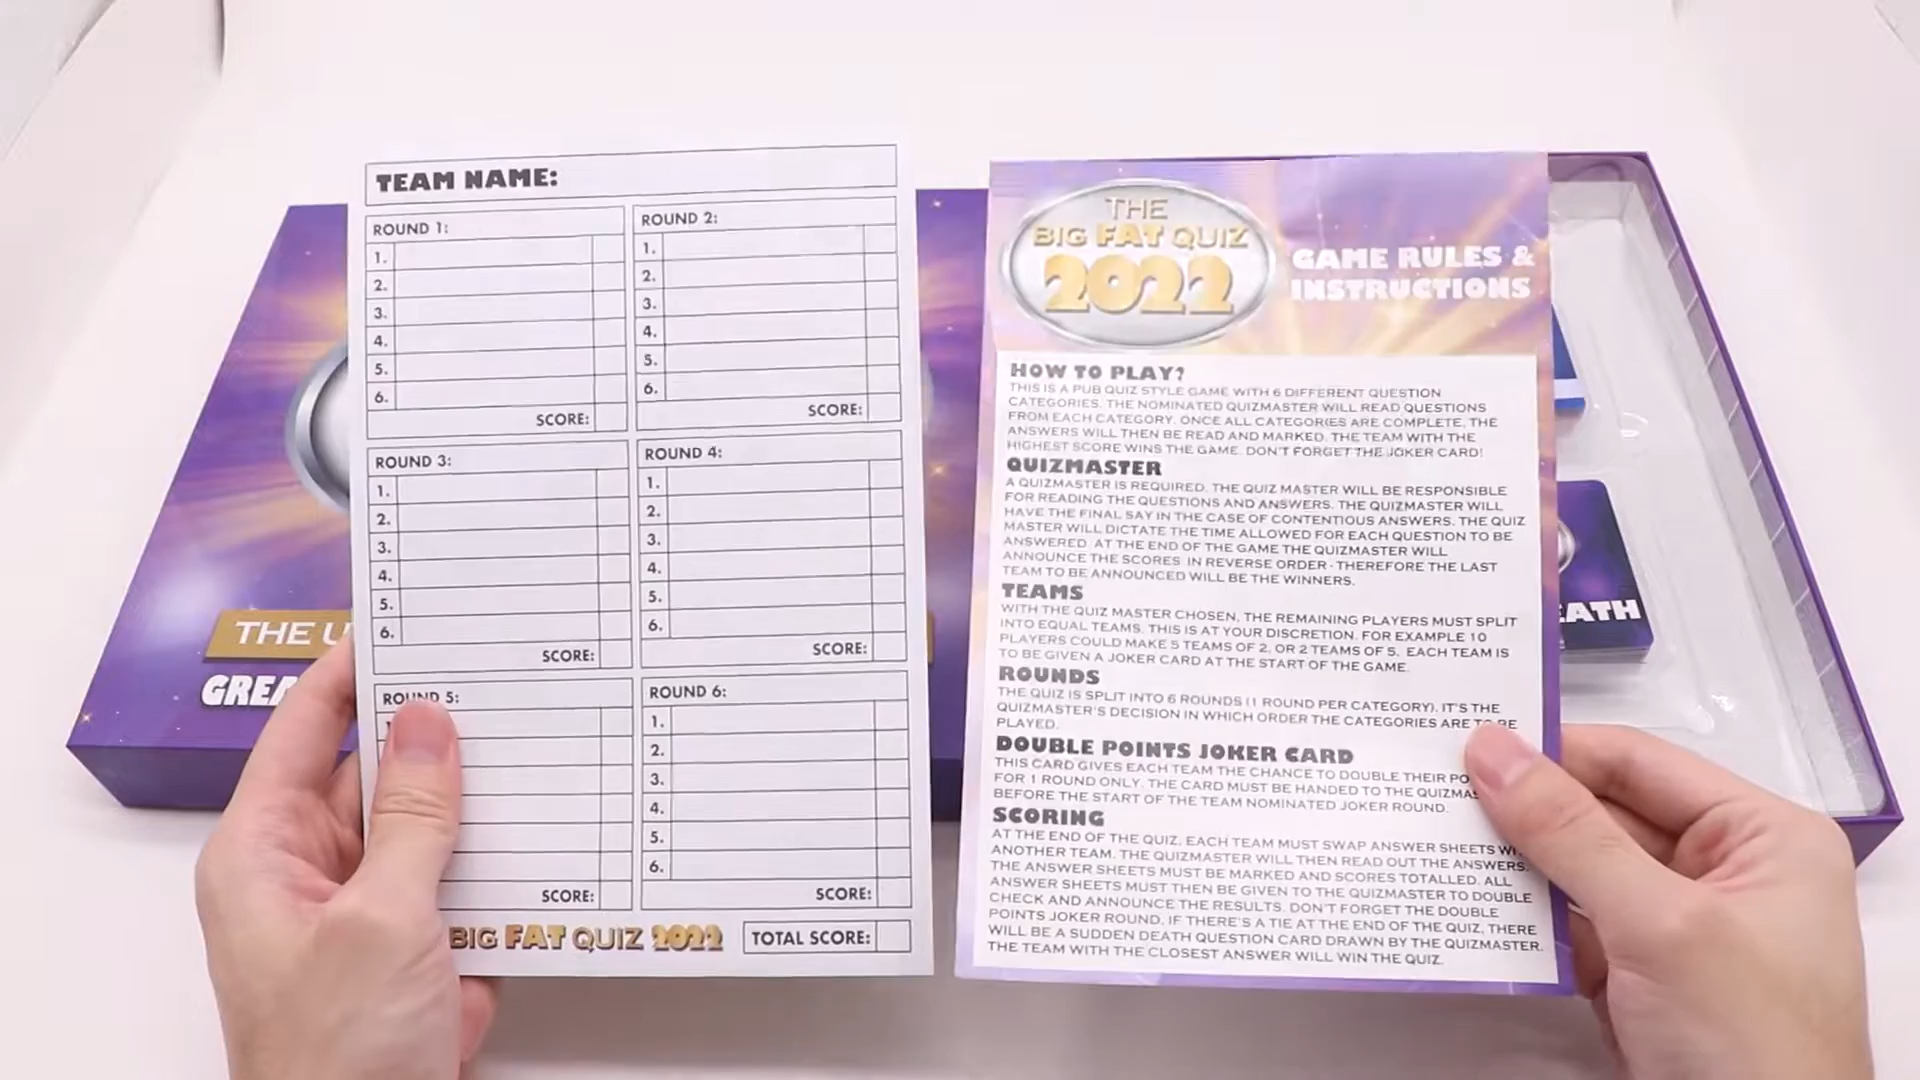 TEAM NAME:
ROUND 1:
1.
2.
3.
4.
5.
6.
SCORE:
ROUND 2:
1.
2.
3.
4.
5.
6.
SCORE:
ROUND 3:
1.
2.
3.
4.
5.
6.
SCORE:
ROUND 4:
1.
2.
3.
4.
5.
6.
SCORE:
ROUND 5:
SCORE:
ROUND 6:
1.
2.
3.
4.
5.
6.
SCORE:
BIG FAT QUIZ 2022
TOTAL SCORE:
THE
BIG FAT QUIZ
2022
GAME RULES &
INSTRUCTIONS
HOW TO PLAY?
THIS IS A PUB QUIZ STYLE GAME WITH 6 DIFFERENT QUESTION
CATEGORIES. THE NOMINATED QUIZMASTER WILL READ QUESTIONS
FROM EACH CATEGORY. ONCE ALL CATEGORIES ARE COMPLETE, THE
ANSWERS WILL THEN BE READ AND MARKED. THE TEAM WITH THE
HIGHEST SCORE WINS THE GAME. DON'T FORGET THE JOKER CARD!
QUIZMASTER
A QUIZMASTER IS REQUIRED. THE QUIZ MASTER WILL BE RESPONSIBLE
FOR READING THE QUESTIONS AND ANSWERS. THE QUIZMASTER WILL
HAVE THE FINAL SAY IN THE CASE OF CONTENTIOUS ANSWERS. THE QUIZ
MASTER WILL DICTATE THE TIME ALLOWED FOR EACH QUESTION TO BE
ANSWERED. AT THE END OF THE GAME THE QUIZMASTER WILL
ANNOUNCE THE SCORES IN REVERSE ORDER - THEREFORE THE LAST
TEAM TO BE ANNOUNCED WILL BE THE WINNERS.
TEAMS
WITH THE QUIZ MASTER CHOSEN, THE REMAINING PLAYERS MUST SPLIT
INTO EQUAL TEAMS. THIS IS AT YOUR DISCRETION. FOR EXAMPLE 10
PLAYERS COULD MAKE 5 TEAMS OF 2, OR 2 TEAMS OF 5. EACH TEAM IS
TO BE GIVEN A JOKER CARD AT THE START OF THE GAME.
ROUNDS
THE QUIZ IS SPLIT INTO 6 ROUNDS (1 ROUND PER CATEGORY). IT'S THE
QUIZMASTER'S DECISION IN WHICH ORDER THE CATEGORIES ARE TO BE
PLAYED.
DOUBLE POINTS JOKER CARD
THIS CARD GIVES EACH TEAM THE CHANCE TO DOUBLE THEIR PO
FOR 1 ROUND ONLY. THE CARD MUST BE HANDED TO THE QUIZMAS
BEFORE THE START OF THE TEAM NOMINATED JOKER ROUND.
SCORING
AT THE END OF THE QUIZ, EACH TEAM MUST SWAP ANSWER SHEETS WI
ANOTHER TEAM. THE QUIZMASTER WILL THEN READ OUT THE ANSWERS.
THE ANSWER SHEETS MUST BE MARKED AND SCORES TOTALLED. ALL
ANSWER SHEETS MUST THEN BE GIVEN TO THE QUIZMASTER TO DOUBLE
CHECK AND ANNOUNCE THE RESULTS. DON'T FORGET THE DOUBLE
POINTS JOKER ROUND. IF THERE'S A TIE AT THE END OF THE QUIZ, THERE
WILL BE A SUDDEN DEATH QUESTION CARD DRAWN BY THE QUIZMASTER.
THE TEAM WITH THE CLOSEST ANSWER WILL WIN THE QUIZ.
THE U
GREA
EATH